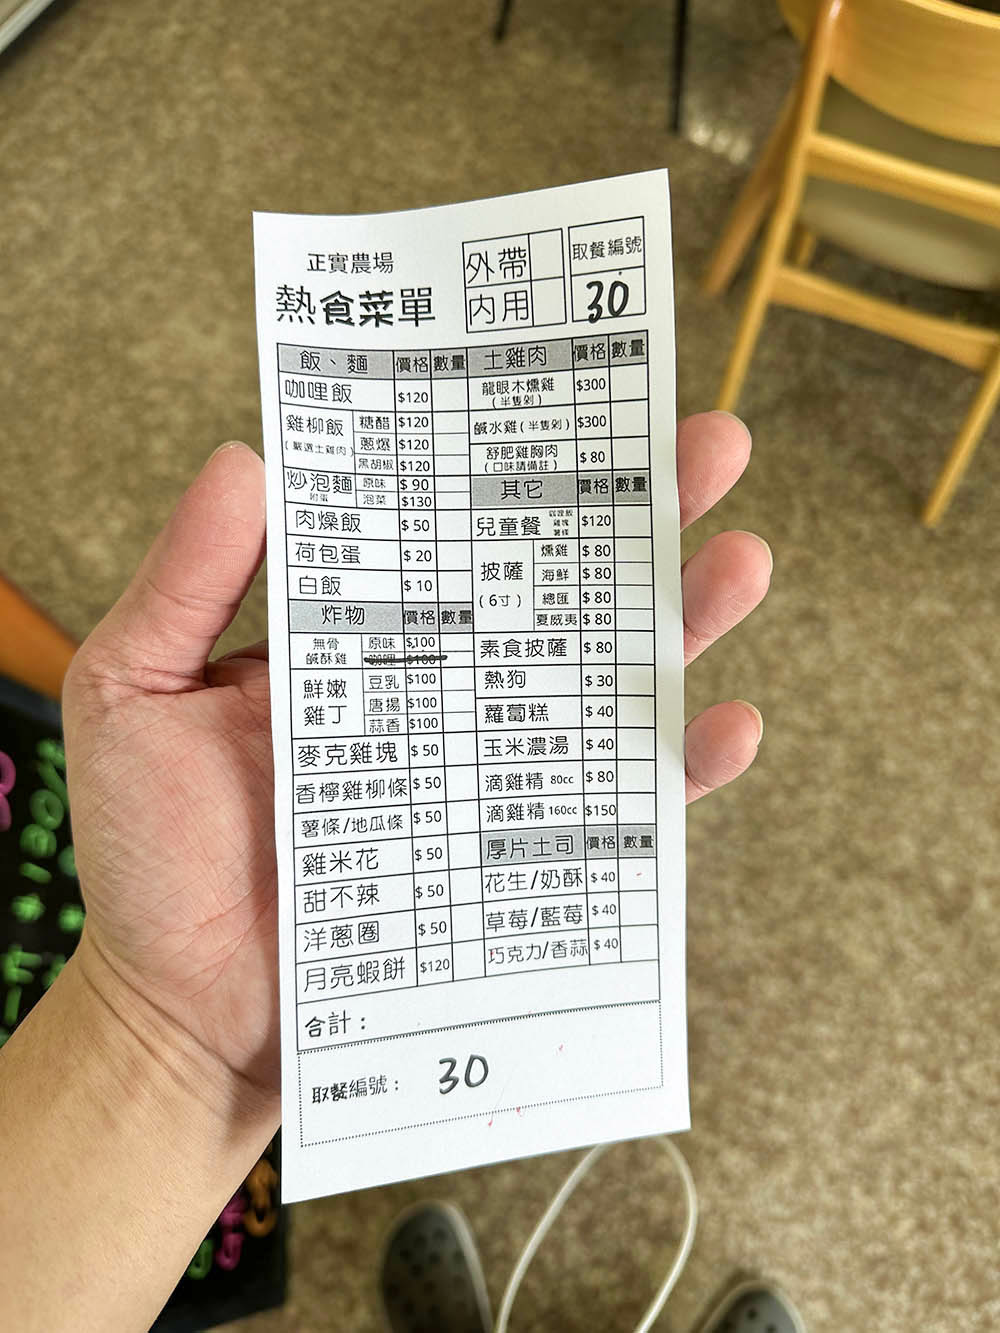 正實農場
熱食菜單
外帶
內用
取餐編號
30
飯、麵 價格 數量
咖哩飯 $120
雞柳飯 (嚴選土雞肉) 糖醋 $120
蔥爆 $120
黑胡椒 $120
炒泡麵 附蛋 原味 $90
泡菜 $130
肉燥飯 $50
荷包蛋 $20
白飯 $10
炸物 價格 數量
無骨鹹酥雞 原味 $100
咖哩 $100
鮮嫩雞丁 豆乳 $100
唐揚 $100
蒜香 $100
麥克雞塊 $50
香檸雞柳條 $50
薯條/地瓜條 $50
雞米花 $50
甜不辣 $50
洋蔥圈 $50
月亮蝦餅 $120
土雞肉 價格 數量
龍眼木燻雞 (半隻剁) $300
鹹水雞(半隻剁) $300
舒肥雞胸肉 (口味請備註) $80
其它 價格 數量
兒童餐 咖哩飯 雞塊 薯條 $120
披薩 (6寸) 燻雞 $80
海鮮 $80
總匯 $80
夏威夷 $80
素食披薩 $80
熱狗 $30
蘿蔔糕 $40
玉米濃湯 $40
滴雞精 80cc $80
滴雞精 160cc $150
厚片土司 價格 數量
花生/奶酥 $40
草莓/藍莓 $40
巧克力/香蒜 $40
合計：
取餐編號： 30